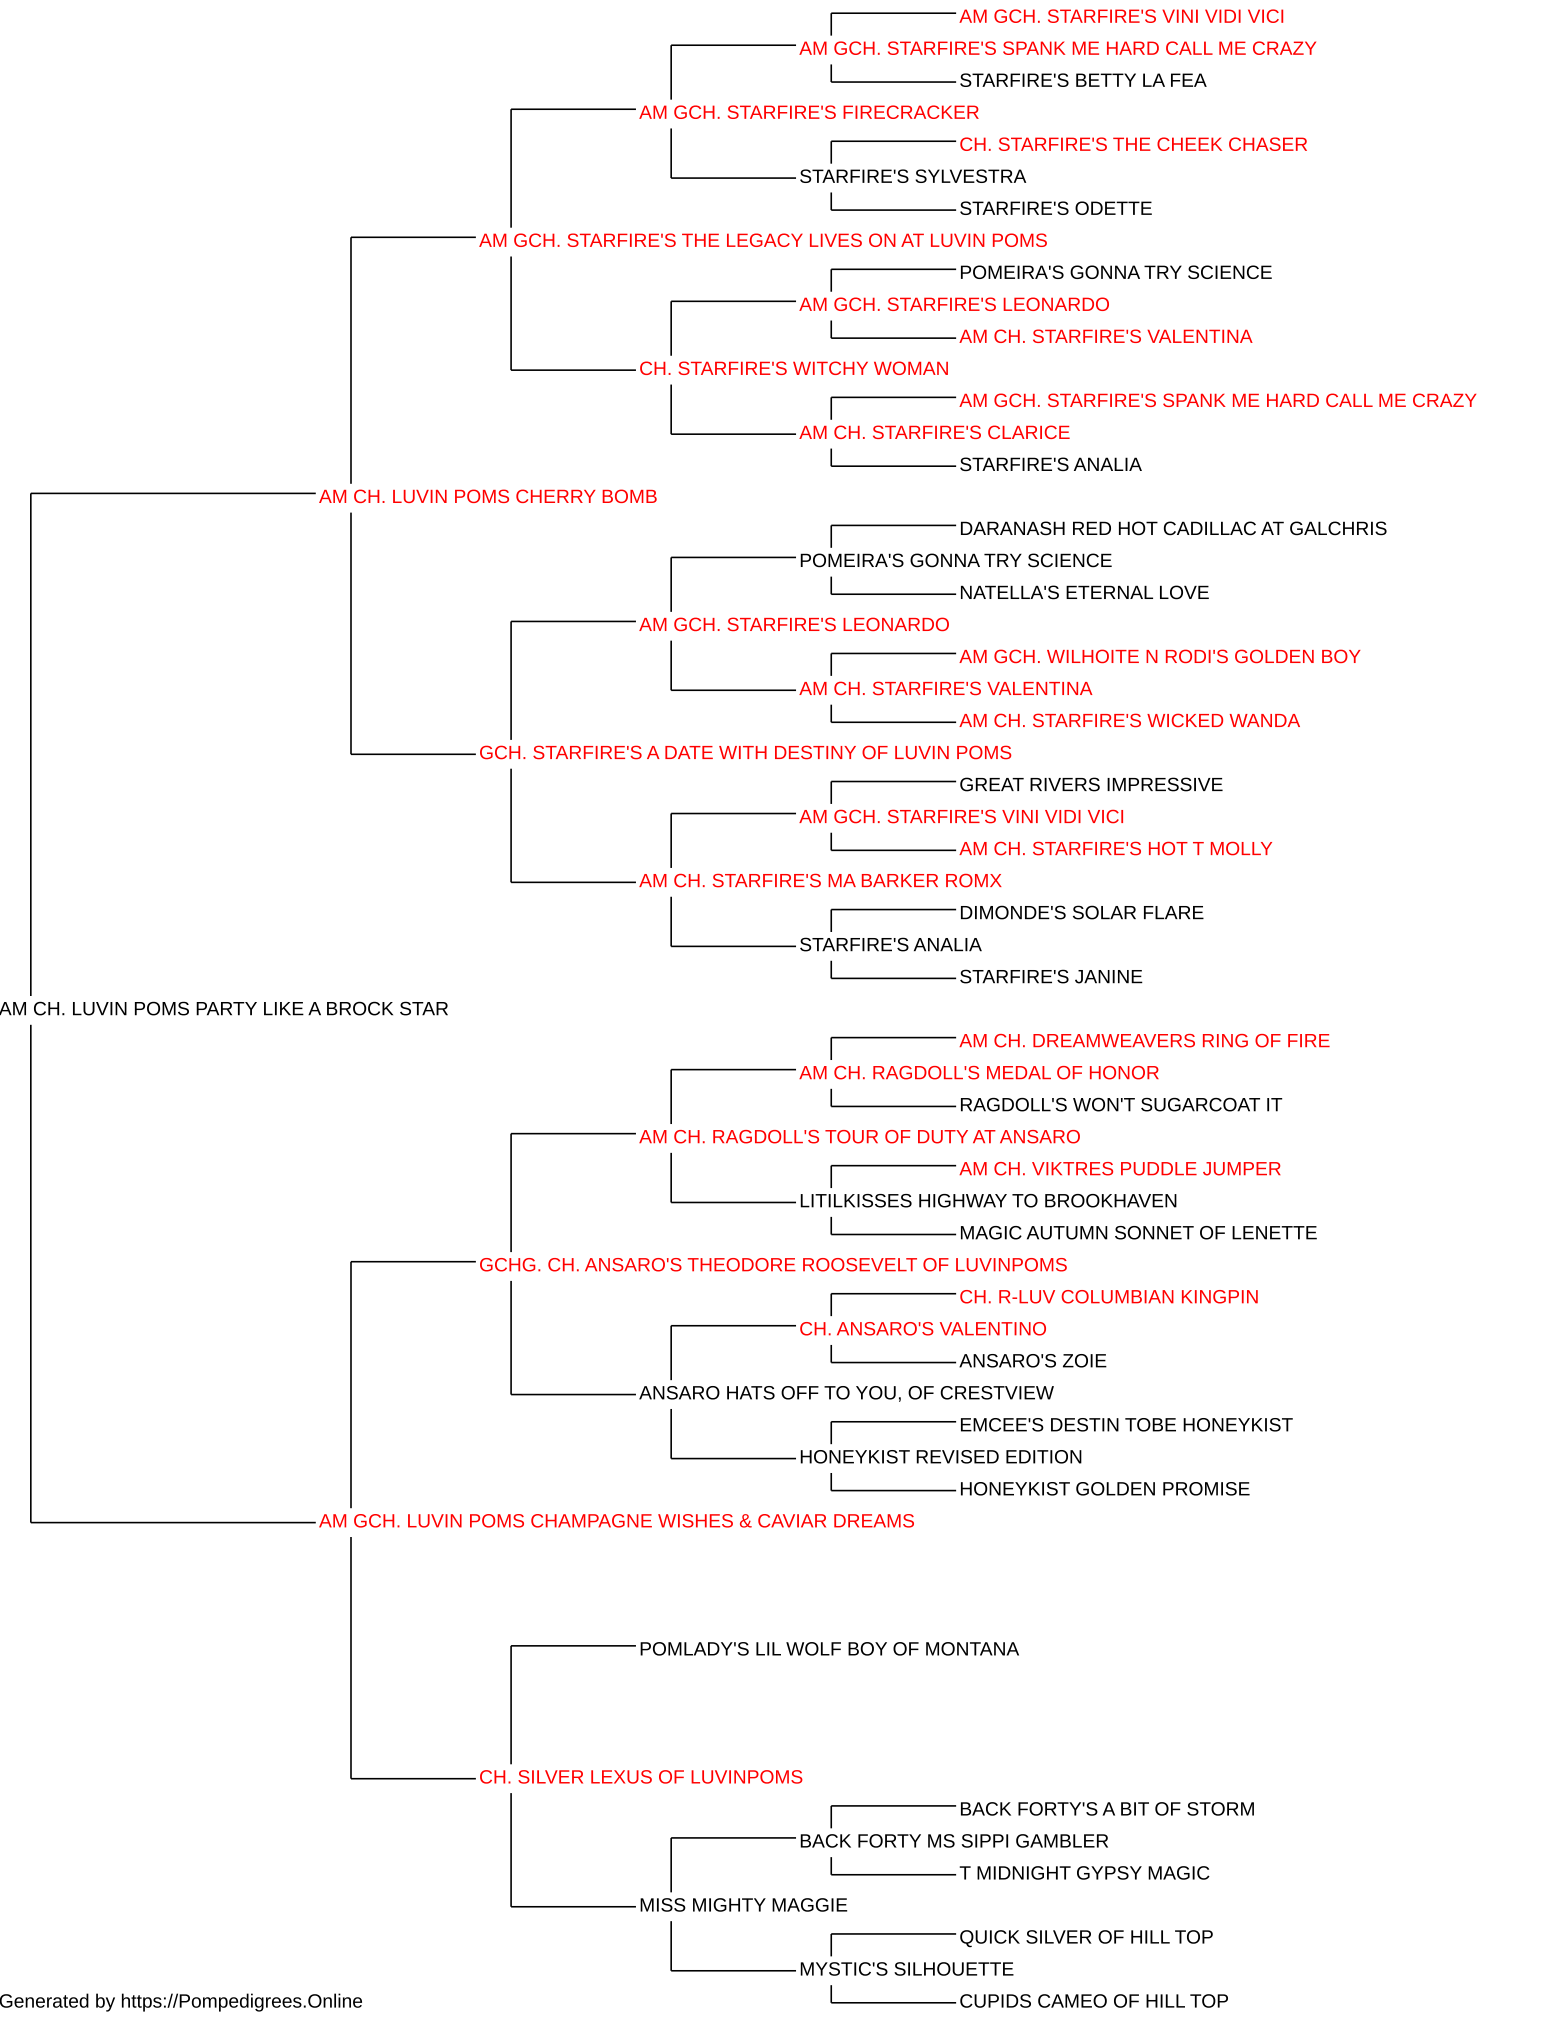 AM GCH. STARFIRE'S VINI VIDI VICI
AM GCH. STARFIRE'S SPANK ME HARD CALL ME CRAZY
STARFIRE'S BETTY LA FEA
AM GCH. STARFIRE'S FIRECRACKER
CH. STARFIRE'S THE CHEEK CHASER
STARFIRE'S SYLVESTRA
STARFIRE'S ODETTE
AM GCH. STARFIRE'S THE LEGACY LIVES ON AT LUVIN POMS
POMEIRA'S GONNA TRY SCIENCE
AM GCH. STARFIRE'S LEONARDO
AM CH. STARFIRE'S VALENTINA
CH. STARFIRE'S WITCHY WOMAN
AM GCH. STARFIRE'S SPANK ME HARD CALL ME CRAZY
AM CH. STARFIRE'S CLARICE
STARFIRE'S ANALIA
AM CH. LUVIN POMS CHERRY BOMB
DARANASH RED HOT CADILLAC AT GALCHRIS
POMEIRA'S GONNA TRY SCIENCE
NATELLA'S ETERNAL LOVE
AM GCH. STARFIRE'S LEONARDO
AM GCH. WILHOITE N RODI'S GOLDEN BOY
AM CH. STARFIRE'S VALENTINA
AM CH. STARFIRE'S WICKED WANDA
GCH. STARFIRE'S A DATE WITH DESTINY OF LUVIN POMS
GREAT RIVERS IMPRESSIVE
AM GCH. STARFIRE'S VINI VIDI VICI
AM CH. STARFIRE'S HOT T MOLLY
AM CH. STARFIRE'S MA BARKER ROMX
DIMONDE'S SOLAR FLARE
STARFIRE'S ANALIA
STARFIRE'S JANINE
AM CH. LUVIN POMS PARTY LIKE A BROCK STAR
AM CH. DREAMWEAVERS RING OF FIRE
AM CH. RAGDOLL'S MEDAL OF HONOR
RAGDOLL'S WON'T SUGARCOAT IT
AM CH. RAGDOLL'S TOUR OF DUTY AT ANSARO
AM CH. VIKTRES PUDDLE JUMPER
LITILKISSES HIGHWAY TO BROOKHAVEN
MAGIC AUTUMN SONNET OF LENETTE
GCHG. CH. ANSARO'S THEODORE ROOSEVELT OF LUVINPOMS
CH. R-LUV COLUMBIAN KINGPIN
CH. ANSARO'S VALENTINO
ANSARO'S ZOIE
ANSARO HATS OFF TO YOU, OF CRESTVIEW
EMCEE'S DESTIN TOBE HONEYKIST
HONEYKIST REVISED EDITION
HONEYKIST GOLDEN PROMISE
AM GCH. LUVIN POMS CHAMPAGNE WISHES & CAVIAR DREAMS
POMLADY'S LIL WOLF BOY OF MONTANA
CH. SILVER LEXUS OF LUVINPOMS
BACK FORTY'S A BIT OF STORM
BACK FORTY MS SIPPI GAMBLER
T MIDNIGHT GYPSY MAGIC
MISS MIGHTY MAGGIE
QUICK SILVER OF HILL TOP
MYSTIC'S SILHOUETTE
CUPIDS CAMEO OF HILL TOP
Generated by https://Pompedigrees.Online